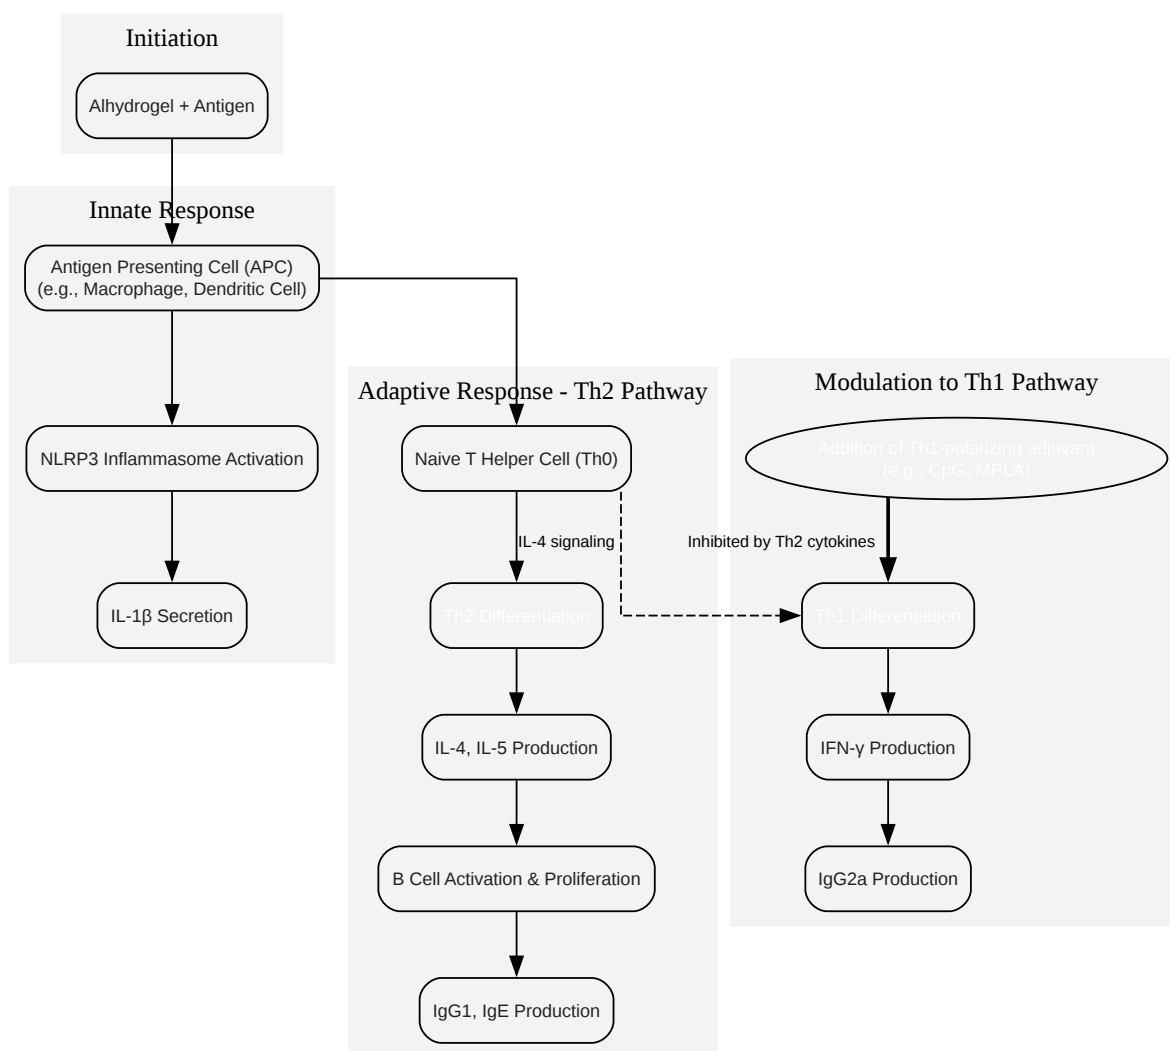 Initiation
Alhydrogel + Antigen
Innate Response
Antigen Presenting Cell (APC)
(e.g., Macrophage, Dendritic Cell)
NLRP3 Inflammasome Activation
IL-1β Secretion
Adaptive Response - Th2 Pathway
Naive T Helper Cell (Th0)
IL-4 signaling
Th2 Differentiation
IL-4, IL-5 Production
B Cell Activation & Proliferation
IgG1, IgE Production
Modulation to Th1 Pathway
Addition of Th1-polarizing adjuvant
(e.g., CpG, MPLA)
Inhibited by Th2 cytokines
Th1 Differentiation
IFN-γ Production
IgG2a Production